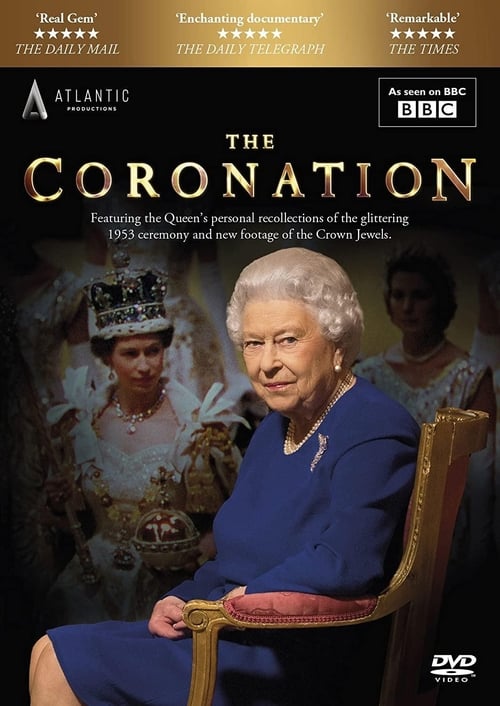 'Real Gem' 'Enchanting documentary' 'Remarkable'
THE DAILY MAIL THE DAILY TELEGRAPH THE TIMES
ATLANTIC
PRODUCTIONS
As seen on BBC
BBC
THE
CORONATION
Featuring the Queen's personal recollections of the glittering
1953 ceremony and new footage of the Crown Jewels.
DVD
VIDEO